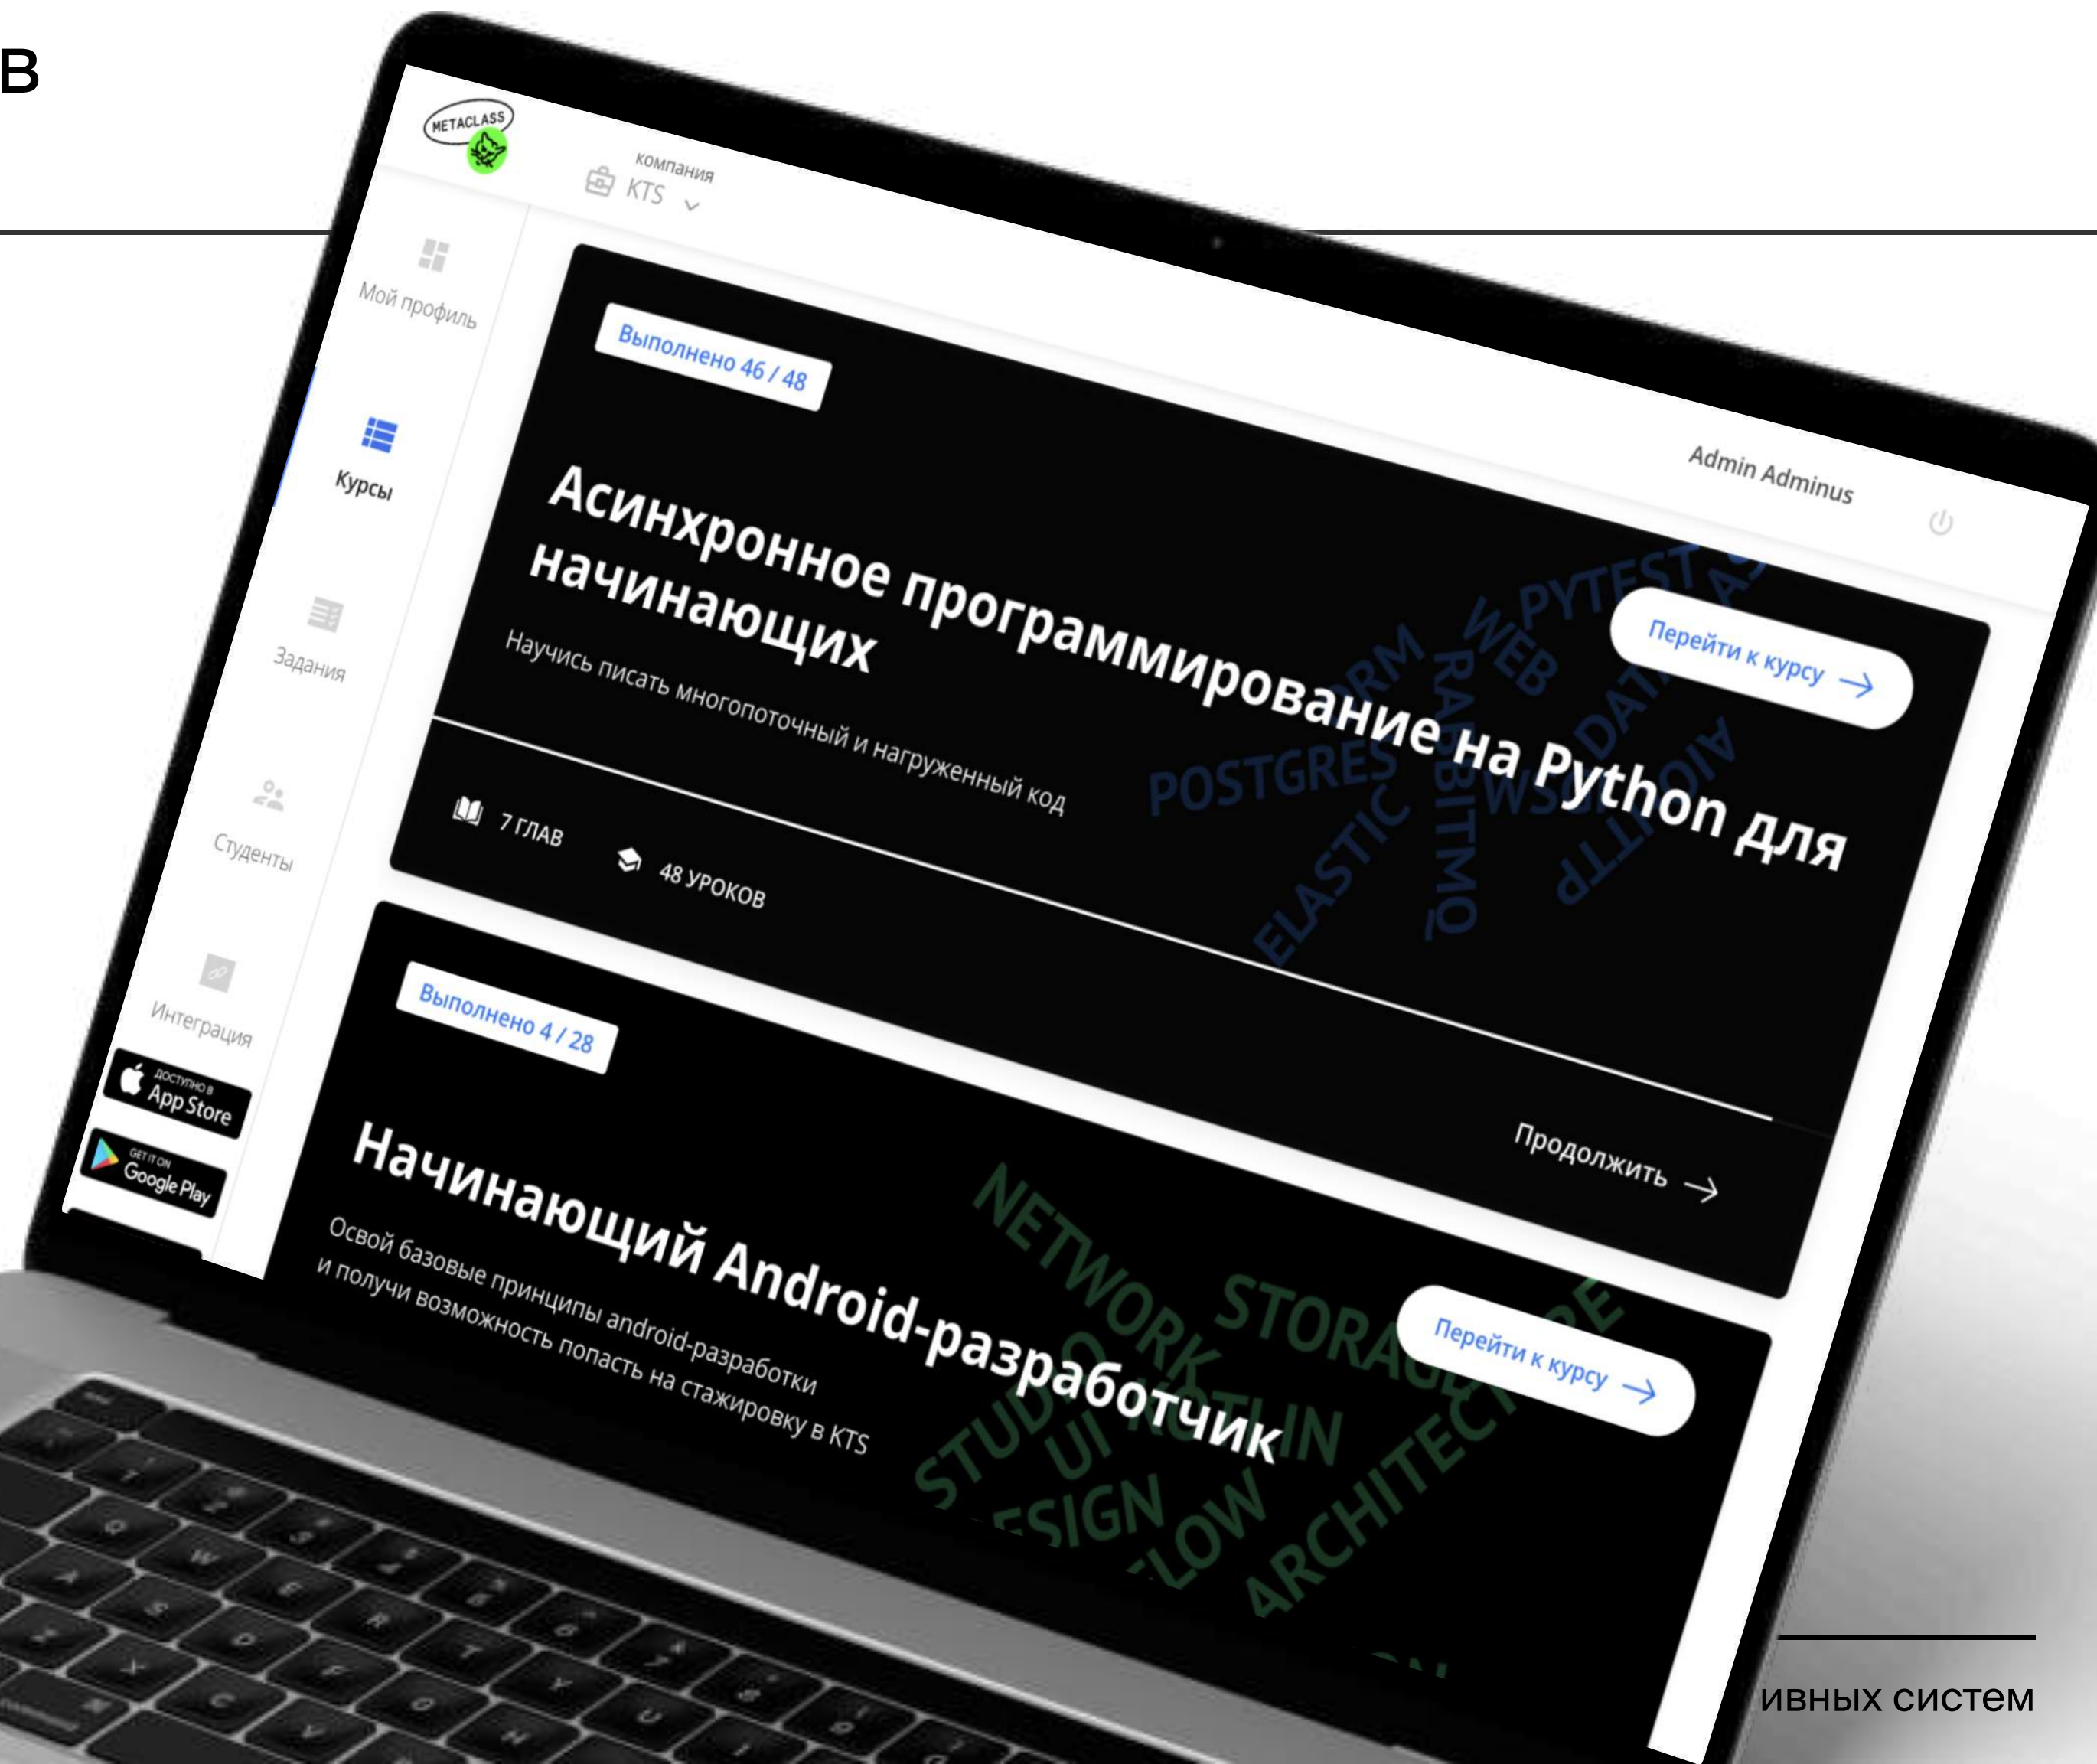 в
METACLASS
компания
KTS
Admin Adminus
Мой профиль
Курсы
Задания
Студенты
Интеграция
ДОСТУПНО В
App Store
GET IT ON
Google Play
Выполнено 46 / 48
Перейти к курсу
Асинхронное программирование на Python для
начинающих
Научись писать многопоточный и нагруженный код
PYTEST
WEB
RABBITMQ
POSTGRES
ELASTIC
7 ГЛАВ
48 УРОКОВ
Продолжить
Выполнено 4 / 28
Перейти к курсу
Начинающий Android-разработчик
Освой базовые принципы android-разработки
и получи возможность попасть на стажировку в KTS
NETWORK
STUDIO
UI
KOTLIN
ивных систем